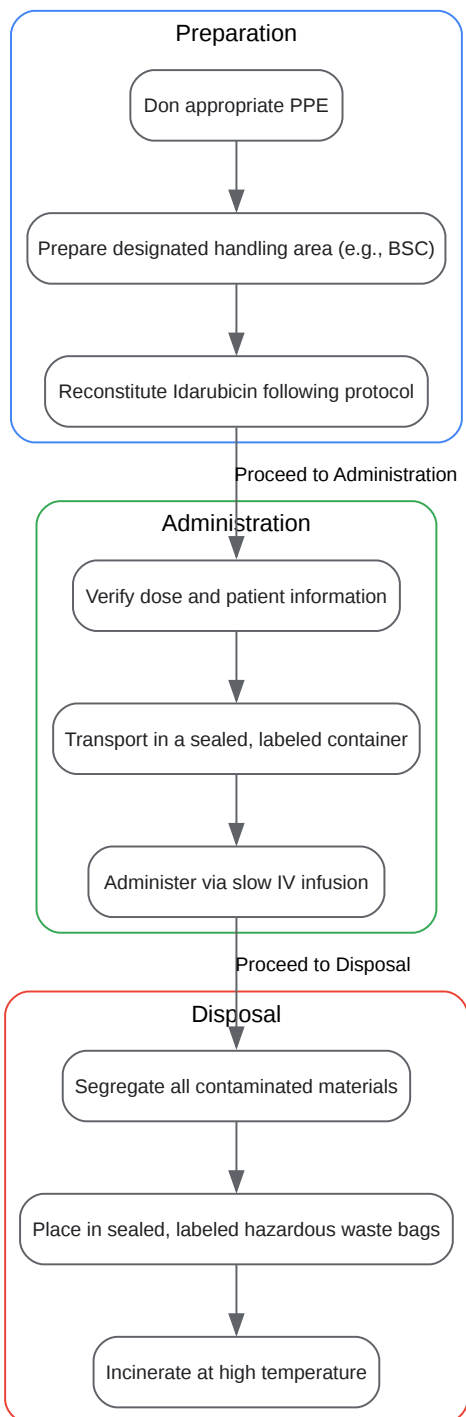 Preparation
Don appropriate PPE
Prepare designated handling area (e.g., BSC)
Reconstitute Idarubicin following protocol
Proceed to Administration
Administration
Verify dose and patient information
Transport in a sealed, labeled container
Administer via slow IV infusion
Proceed to Disposal
Disposal
Segregate all contaminated materials
Place in sealed, labeled hazardous waste bags
Incinerate at high temperature